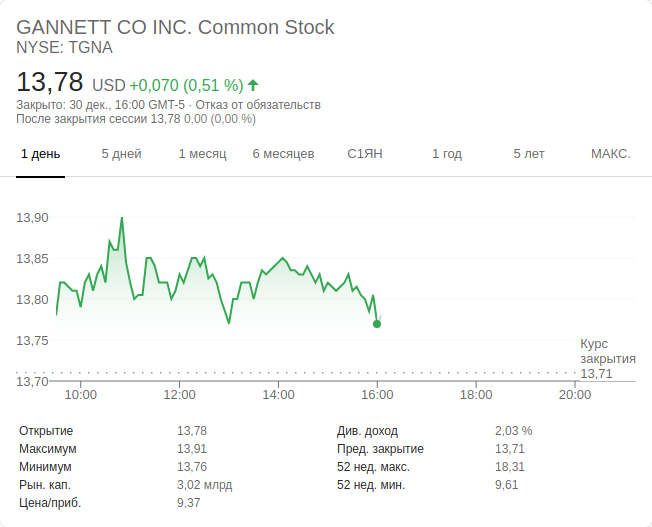 GANNETT CO INC. Common Stock
NYSE: TGNA
13,78 USD +0,070 (0,51 %)
Закрыто: 30 дек., 16:00 GMT-5 · Отказ от обязательств
После закрытия сессии 13,78 0,00 (0,00 %)
1 день 5 дней 1 месяц 6 месяцев С1ЯН 1 год 5 лет МАКС.
13,90
13,85
13,80
13,75
Курс
закрытия
13,71
13,70
10:00 12:00 14:00 16:00 18:00 20:00
Открытие 13,78 Див. доход 2,03 %
Максимум 13,91 Пред. закрытие 13,71
Минимум 13,76 52 нед. макс. 18,31
Рын. кап. 3,02 млрд 52 нед. мин. 9,61
Цена/приб. 9,37